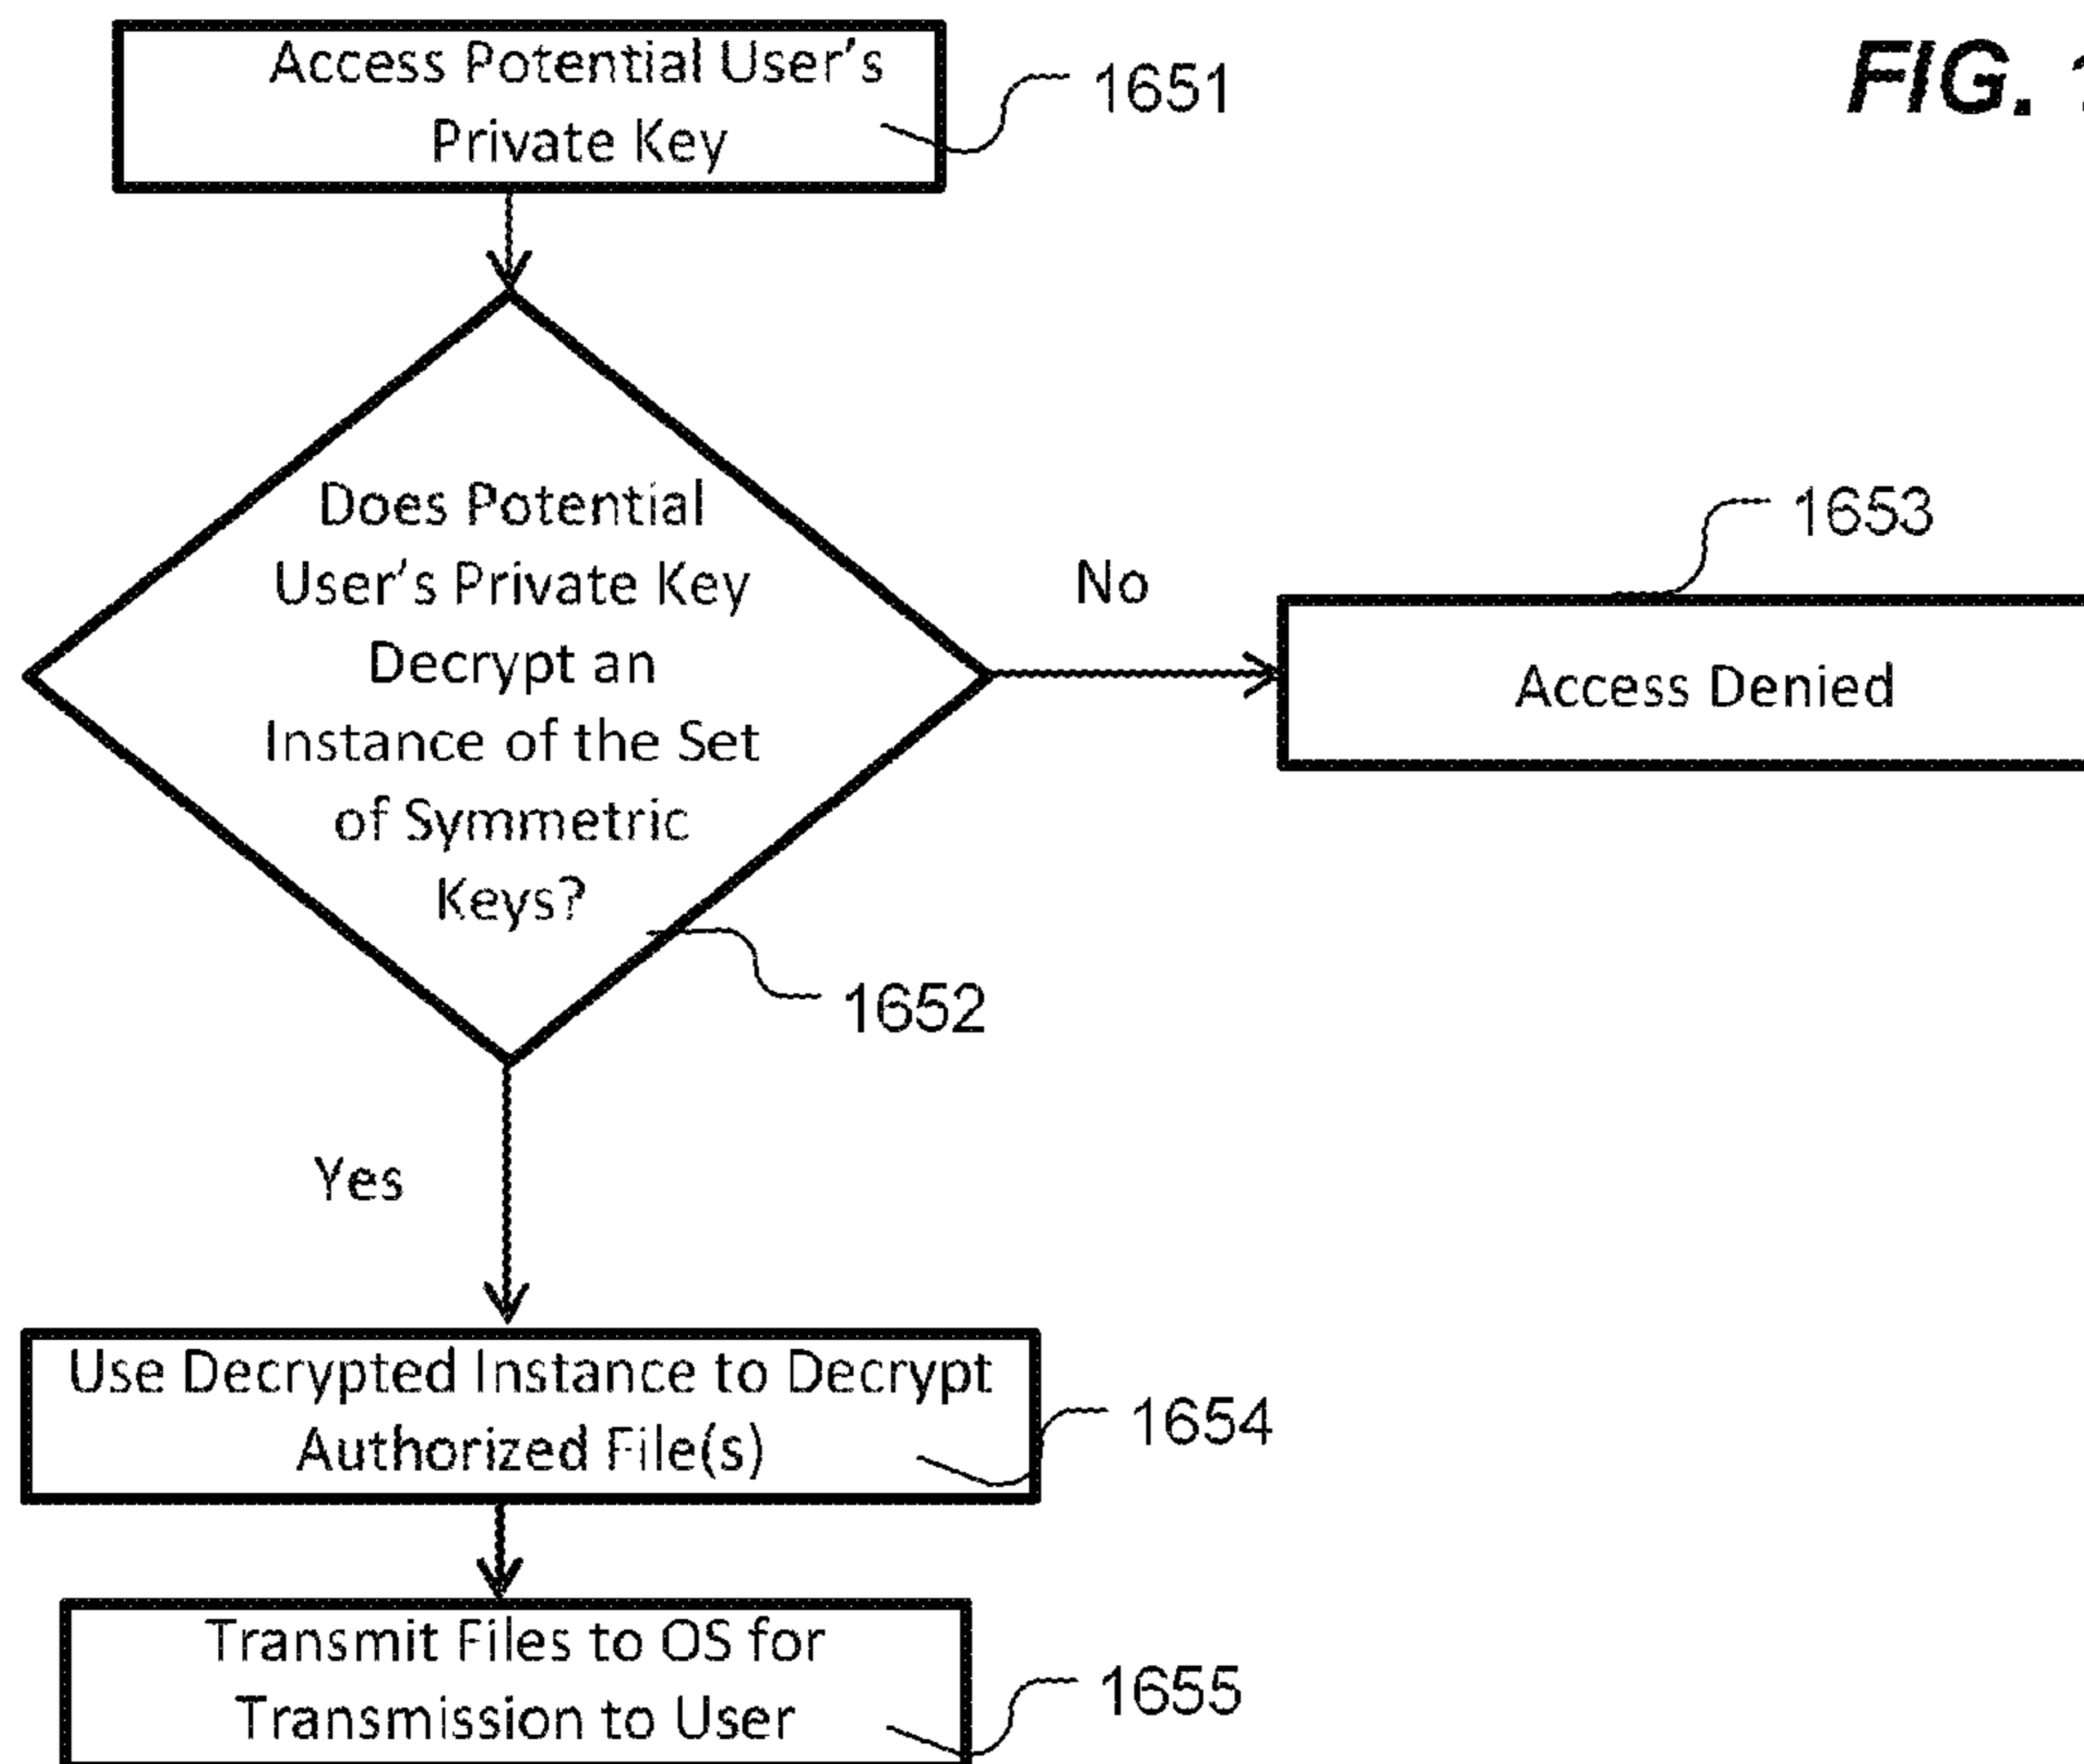 Access Potential User's
Private Key
1651
FIG.
Does Potential
User's Private Key
Decrypt an
Instance of the Set
of Symmetric
Keys?
1652
No
1653
Access Denied
Yes
Use Decrypted Instance to Decrypt
Authorized File(s)
1654
Transmit Files to OS for
Transmission to User
1655